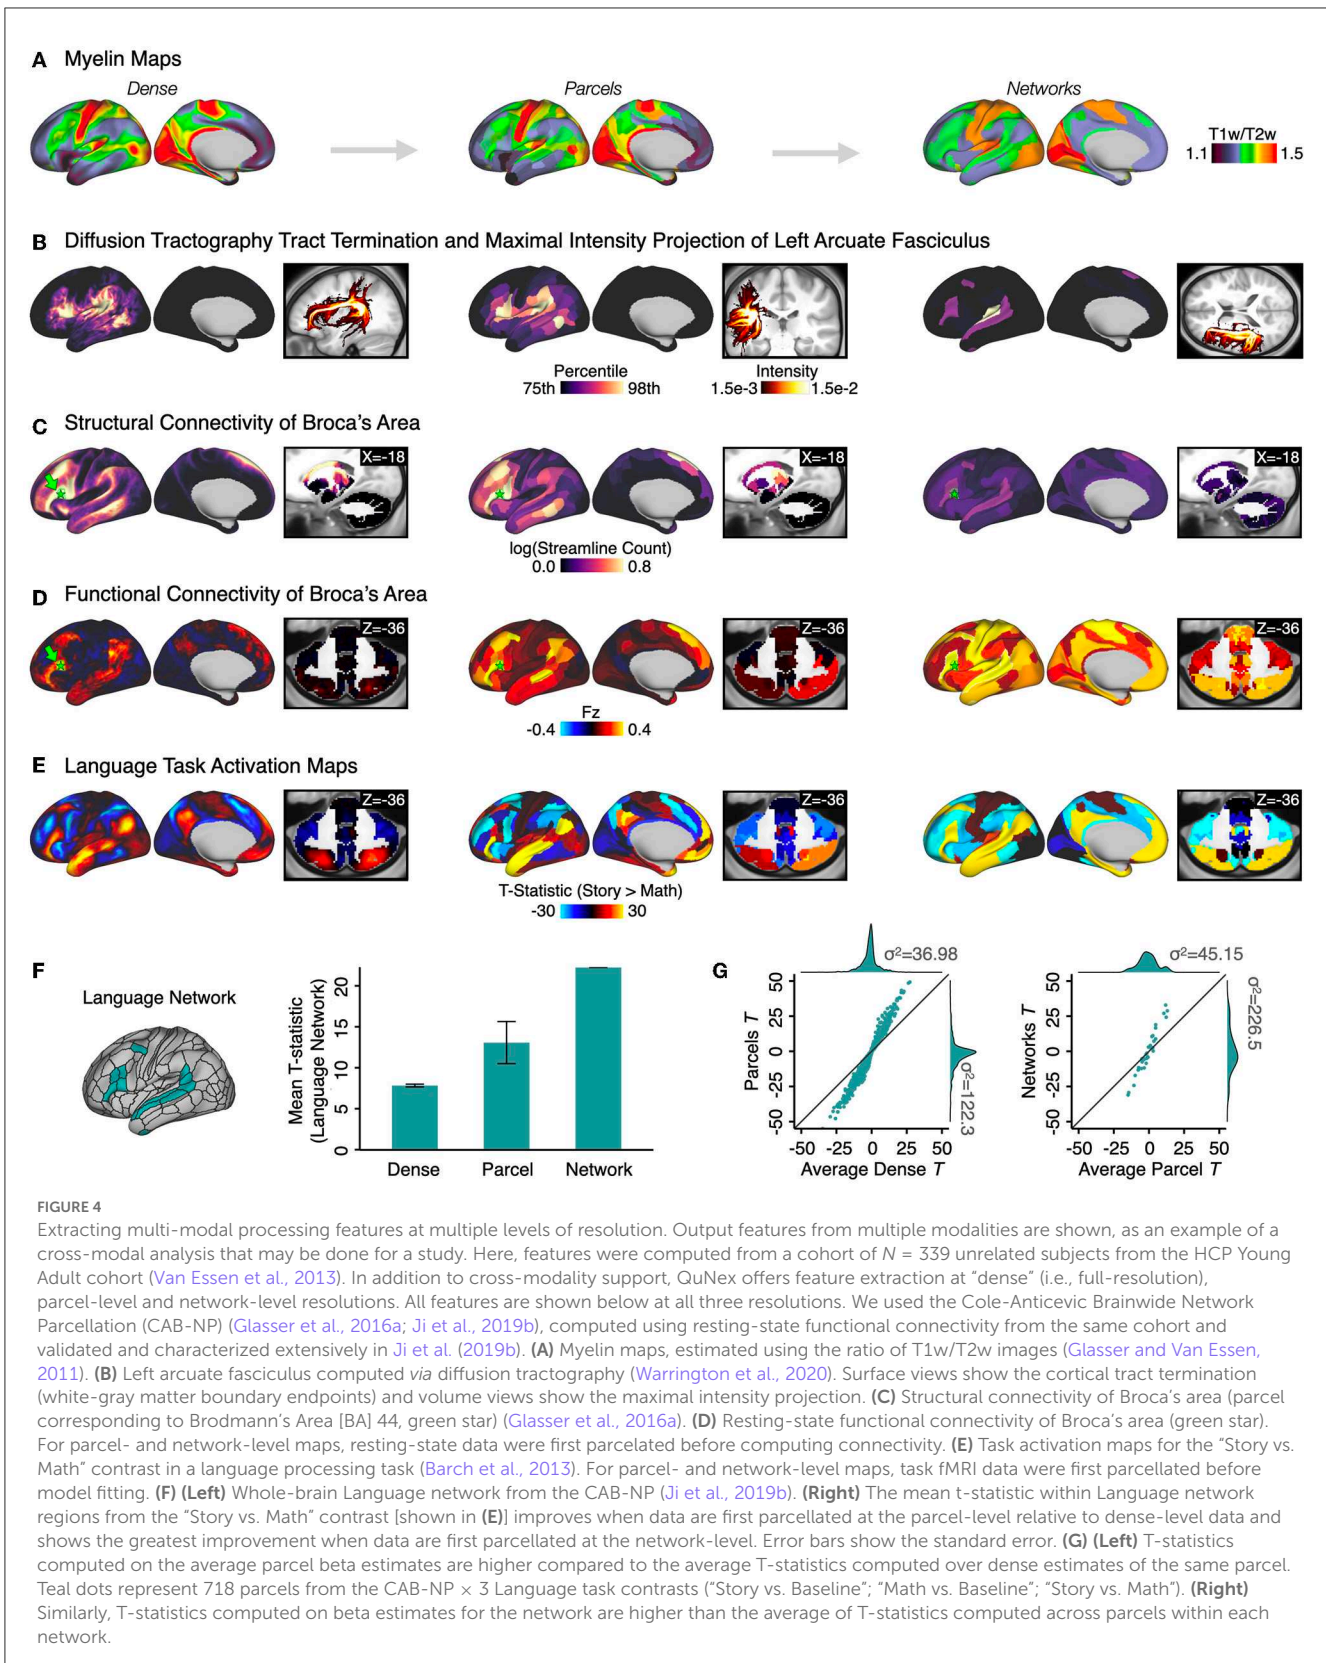 A Myelin Maps
Dense
Parcels
Networks
T1w/T2w
1.1 1.5
B Diffusion Tractography Tract Termination and Maximal Intensity Projection of Left Arcuate Fasciculus
Percentile
75th 98th
Intensity
1.5e-3 1.5e-2
C Structural Connectivity of Broca's Area
X=-18
X=-18
X=-18
log(Streamline Count)
0.0 0.8
D Functional Connectivity of Broca's Area
Z=-36
Z=-36
Z=-36
Fz
-0.4 0.4
E Language Task Activation Maps
Z=-36
Z=-36
Z=-36
T-Statistic (Story > Math)
-30 30
F
Language Network
Mean T-statistic
(Language Network)
20
15
10
5
0
Dense Parcel Network
G
σ²=36.98
σ²=122.3
Parcels T
50
25
0
-25
-50
-50 -25 0 25 50
Average Dense T
σ²=45.15
σ²=226.5
Networks T
50
25
0
-25
-50
-50 -25 0 25 50
Average Parcel T
FIGURE 4
Extracting multi-modal processing features at multiple levels of resolution. Output features from multiple modalities are shown, as an example of a
cross-modal analysis that may be done for a study. Here, features were computed from a cohort of N = 339 unrelated subjects from the HCP Young
Adult cohort (Van Essen et al., 2013). In addition to cross-modality support, QuNex offers feature extraction at "dense" (i.e., full-resolution),
parcel-level and network-level resolutions. All features are shown below at all three resolutions. We used the Cole-Anticevic Brainwide Network
Parcellation (CAB-NP) (Glasser et al., 2016a; Ji et al., 2019b), computed using resting-state functional connectivity from the same cohort and
validated and characterized extensively in Ji et al. (2019b). (A) Myelin maps, estimated using the ratio of T1w/T2w images (Glasser and Van Essen,
2011). (B) Left arcuate fasciculus computed via diffusion tractography (Warrington et al., 2020). Surface views show the cortical tract termination
(white-gray matter boundary endpoints) and volume views show the maximal intensity projection. (C) Structural connectivity of Broca's area (parcel
corresponding to Brodmann's Area [BA] 44, green star) (Glasser et al., 2016a). (D) Resting-state functional connectivity of Broca's area (green star).
For parcel- and network-level maps, resting-state data were first parcelated before computing connectivity. (E) Task activation maps for the "Story vs.
Math" contrast in a language processing task (Barch et al., 2013). For parcel- and network-level maps, task fMRI data were first parcellated before
model fitting. (F) (Left) Whole-brain Language network from the CAB-NP (Ji et al., 2019b). (Right) The mean t-statistic within Language network
regions from the "Story vs. Math" contrast [shown in (E)] improves when data are first parcellated at the parcel-level relative to dense-level data and
shows the greatest improvement when data are first parcellated at the network-level. Error bars show the standard error. (G) (Left) T-statistics
computed on the average parcel beta estimates are higher compared to the average T-statistics computed over dense estimates of the same parcel.
Teal dots represent 718 parcels from the CAB-NP × 3 Language task contrasts ("Story vs. Baseline"; "Math vs. Baseline"; "Story vs. Math"). (Right)
Similarly, T-statistics computed on beta estimates for the network are higher than the average of T-statistics computed across parcels within each
network.